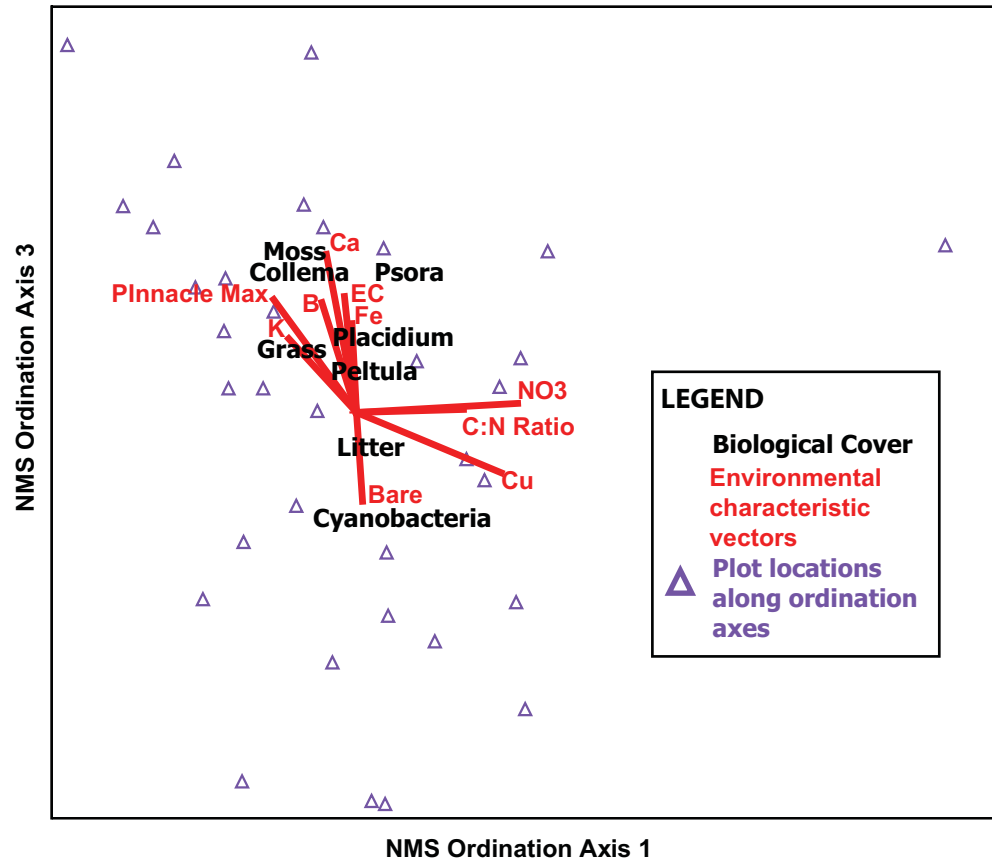 NMS Ordination Axis 3
Moss
Ca
Collema
Psora
PInnacle Max
B
EC
Fe
K
Placidium
Grass
Peltula
NO3
C:N Ratio
Litter
Cu
Bare
Cyanobacteria
LEGEND
Biological Cover
Environmental
characteristic
vectors
Plot locations
along ordination
axes
NMS Ordination Axis 1